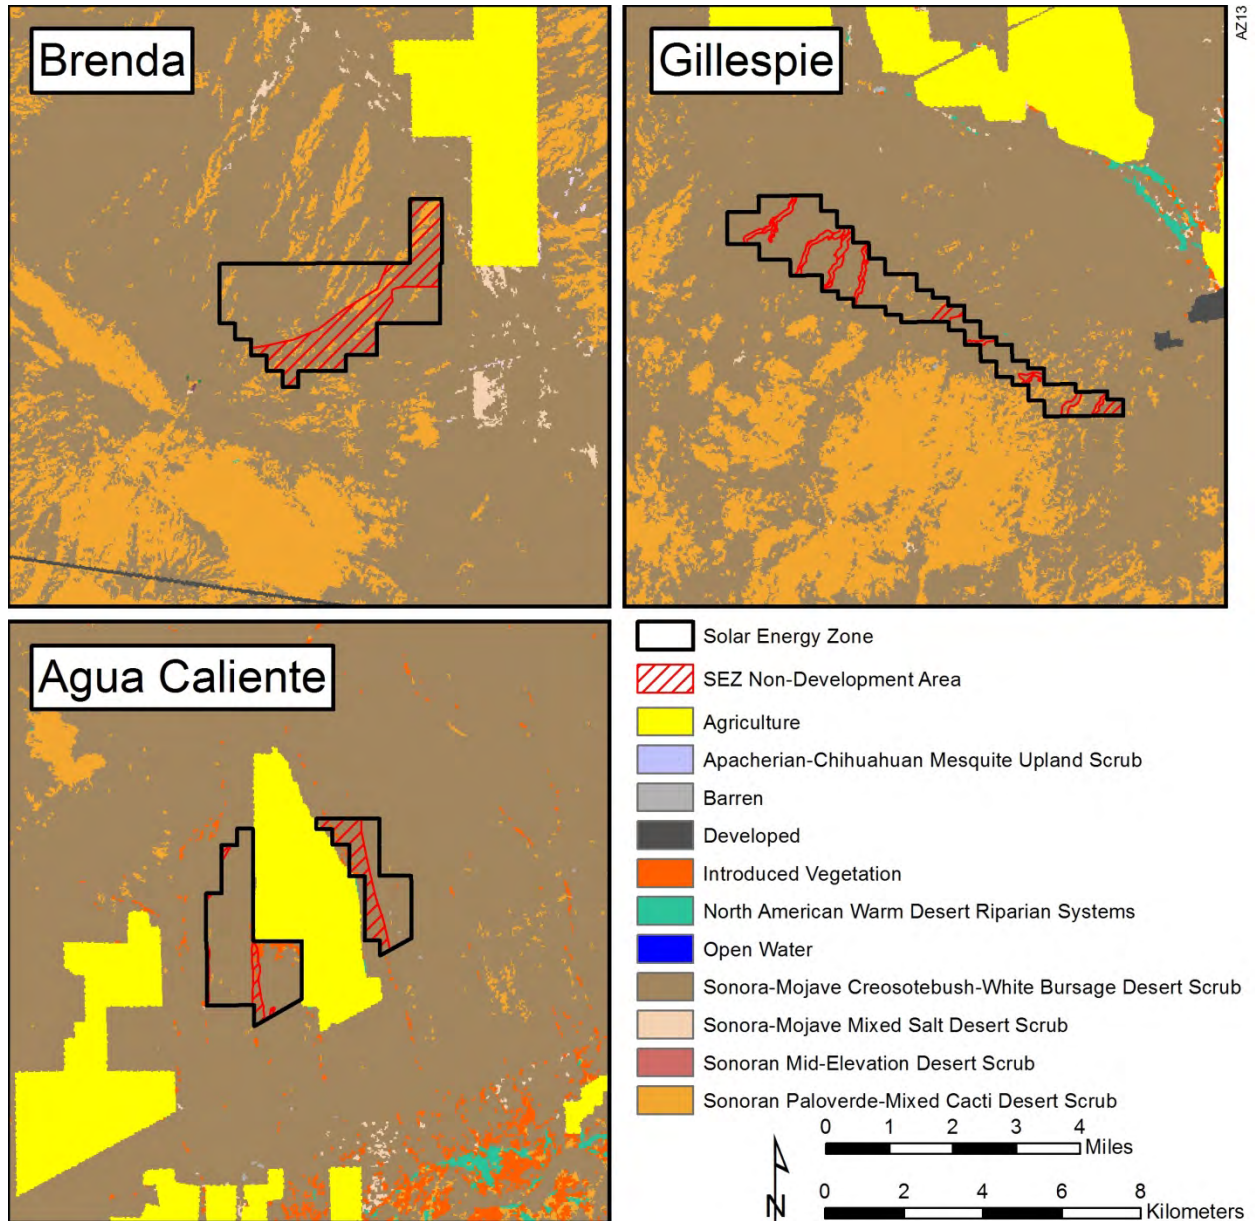 Brenda
Gillespie
AZ13
Agua Caliente
Solar Energy Zone
SEZ Non-Development Area
Agriculture
Apacherian-Chihuahuan Mesquite Upland Scrub
Barren
Developed
Introduced Vegetation
North American Warm Desert Riparian Systems
Open Water
Sonora-Mojave Creosotebush-White Bursage Desert Scrub
Sonora-Mojave Mixed Salt Desert Scrub
Sonoran Mid-Elevation Desert Scrub
Sonoran Paloverde-Mixed Cacti Desert Scrub
0 1 2 3 4
Miles
N
0 2 4 6 8
Kilometers